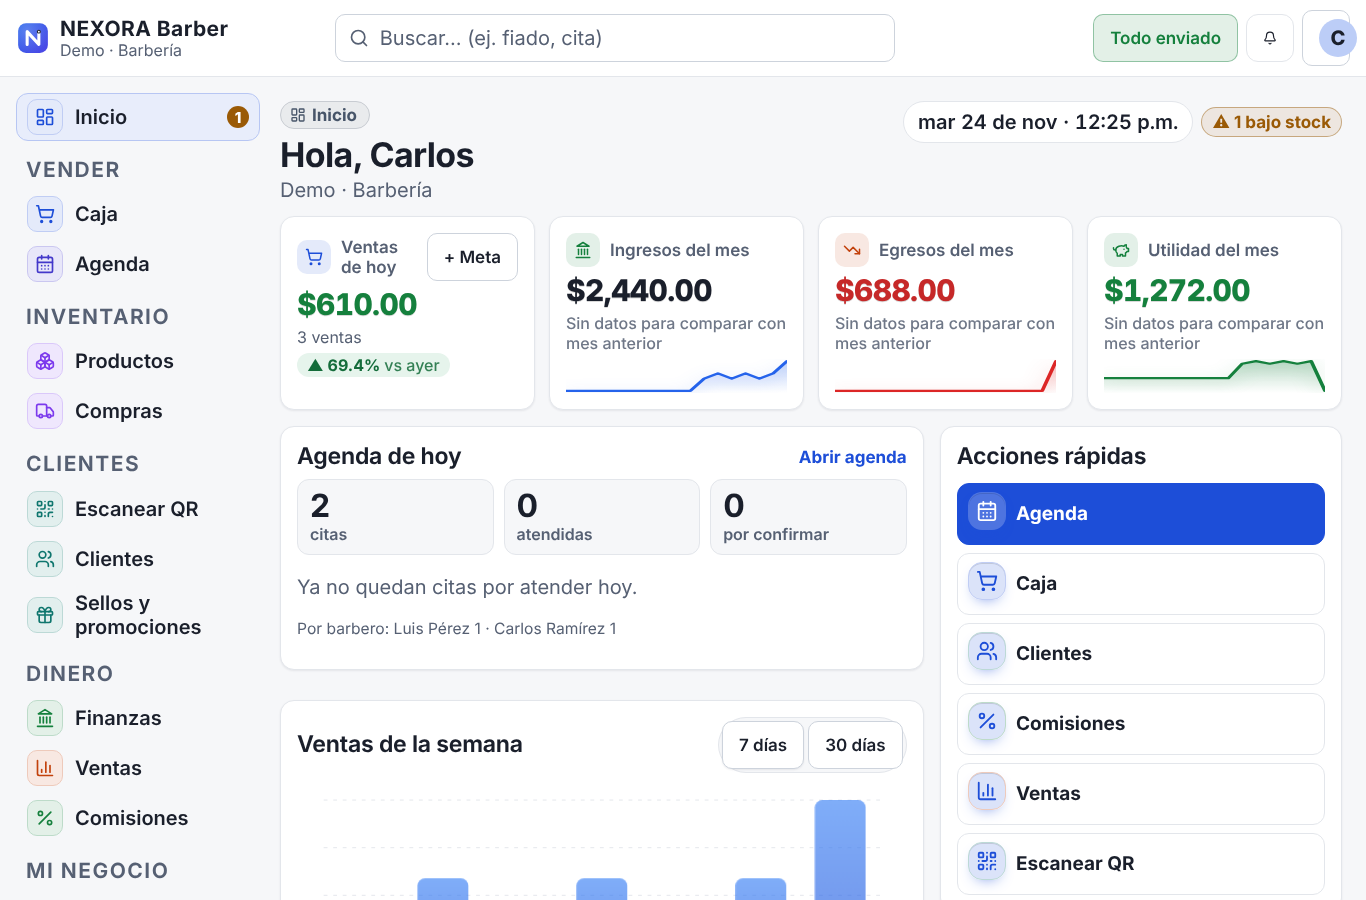 NEXORA Barber
Demo · Barbería
Buscar... (ej. fiado, cita)
Todo enviado
C
Inicio
1
VENDER
Caja
Agenda
INVENTARIO
Productos
Compras
CLIENTES
Escanear QR
Clientes
Sellos y
promociones
DINERO
Finanzas
Ventas
Comisiones
MI NEGOCIO
Inicio
Hola, Carlos
Demo · Barbería
mar 24 de nov · 12:25 p.m.
1 bajo stock
Ventas
de hoy
+ Meta
$610.00
3 ventas
▲ 69.4% vs ayer
Ingresos del mes
$2,440.00
Sin datos para comparar con
mes anterior
Egresos del mes
$688.00
Sin datos para comparar con
mes anterior
Utilidad del mes
$1,272.00
Sin datos para comparar con
mes anterior
Agenda de hoy
Abrir agenda
2
citas
0
atendidas
0
por confirmar
Ya no quedan citas por atender hoy.
Por barbero: Luis Pérez 1 · Carlos Ramírez 1
Ventas de la semana
7 días
30 días
Acciones rápidas
Agenda
Caja
Clientes
Comisiones
Ventas
Escanear QR